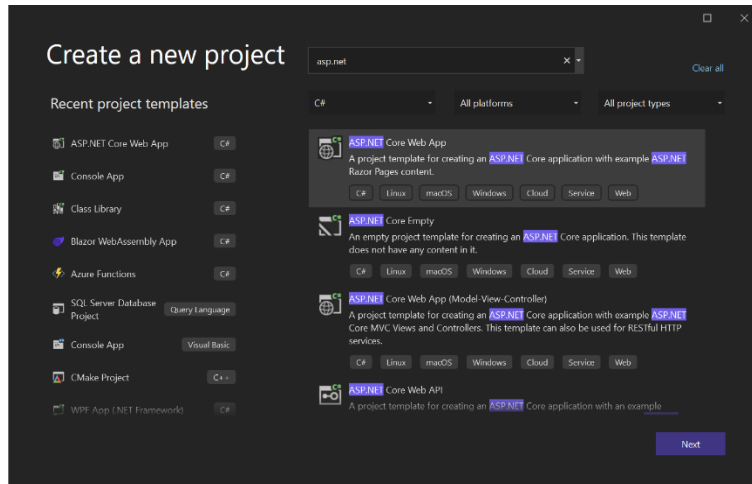 Create a new project
asp.net
Clear all
Recent project templates
C#
All platforms
All project types
ASP.NET Core Web App
C#
Console App
C#
Class Library
C#
Blazor WebAssembly App
C#
Azure Functions
C#
SQL Server Database
Project
Query Language
Console App
Visual Basic
CMake Project
C++
WPF App (.NET Framework)
C#
ASP.NET Core Web App
A project template for creating an ASP.NET Core application with example ASP.NET
Razor Pages content.
C# Linux macOS Windows Cloud Service Web
ASP.NET Core Empty
An empty project template for creating an ASP.NET Core application. This template
does not have any content in it.
C# Linux macOS Windows Cloud Service Web
ASP.NET Core Web App (Model-View-Controller)
A project template for creating an ASP.NET Core application with example ASP.NET
Core MVC Views and Controllers. This template can also be used for RESTful HTTP
services.
C# Linux macOS Windows Cloud Service Web
ASP.NET Core Web API
A project template for creating an ASP.NET Core application with an example
Next